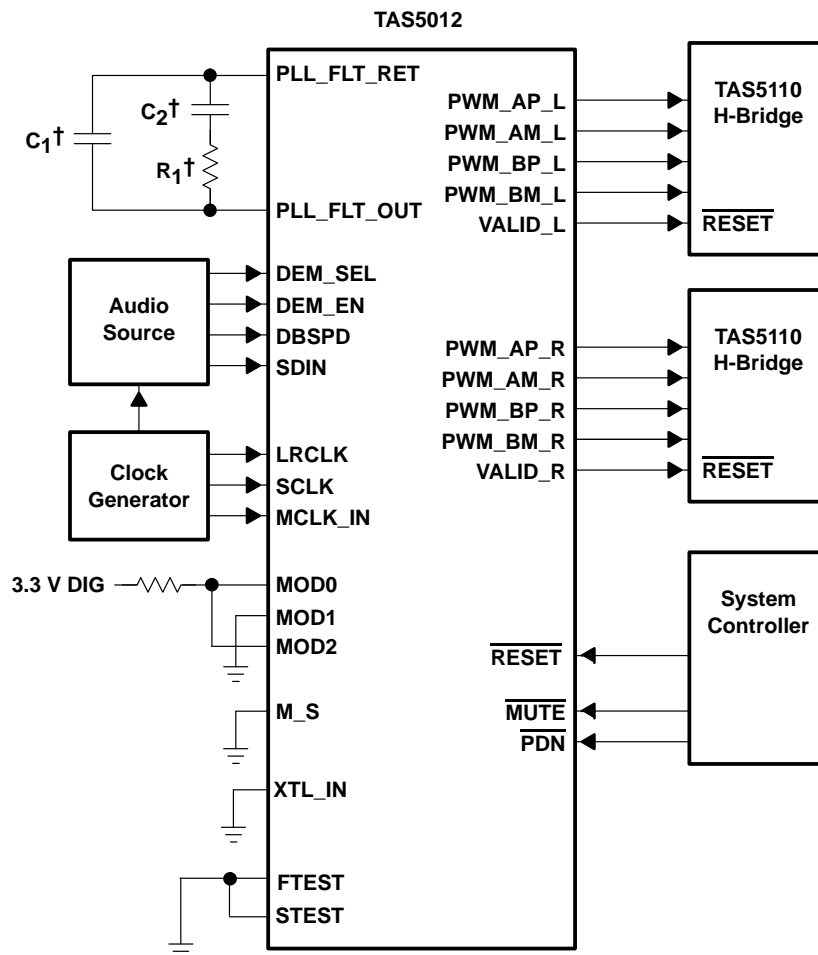 TAS5012
PLL_FLT_RET
C2†
C1†
R1†
PLL_FLT_OUT
Audio
Source
DEM_SEL
DEM_EN
DBSPD
SDIN
Clock
Generator
LRCLK
SCLK
MCLK_IN
3.3 V DIG
MOD0
MOD1
MOD2
M_S
XTL_IN
FTEST
STEST
PWM_AP_L
PWM_AM_L
PWM_BP_L
PWM_BM_L
VALID_L
TAS5110
H-Bridge
RESET
PWM_AP_R
PWM_AM_R
PWM_BP_R
PWM_BM_R
VALID_R
TAS5110
H-Bridge
RESET
System
Controller
RESET
MUTE
PDN